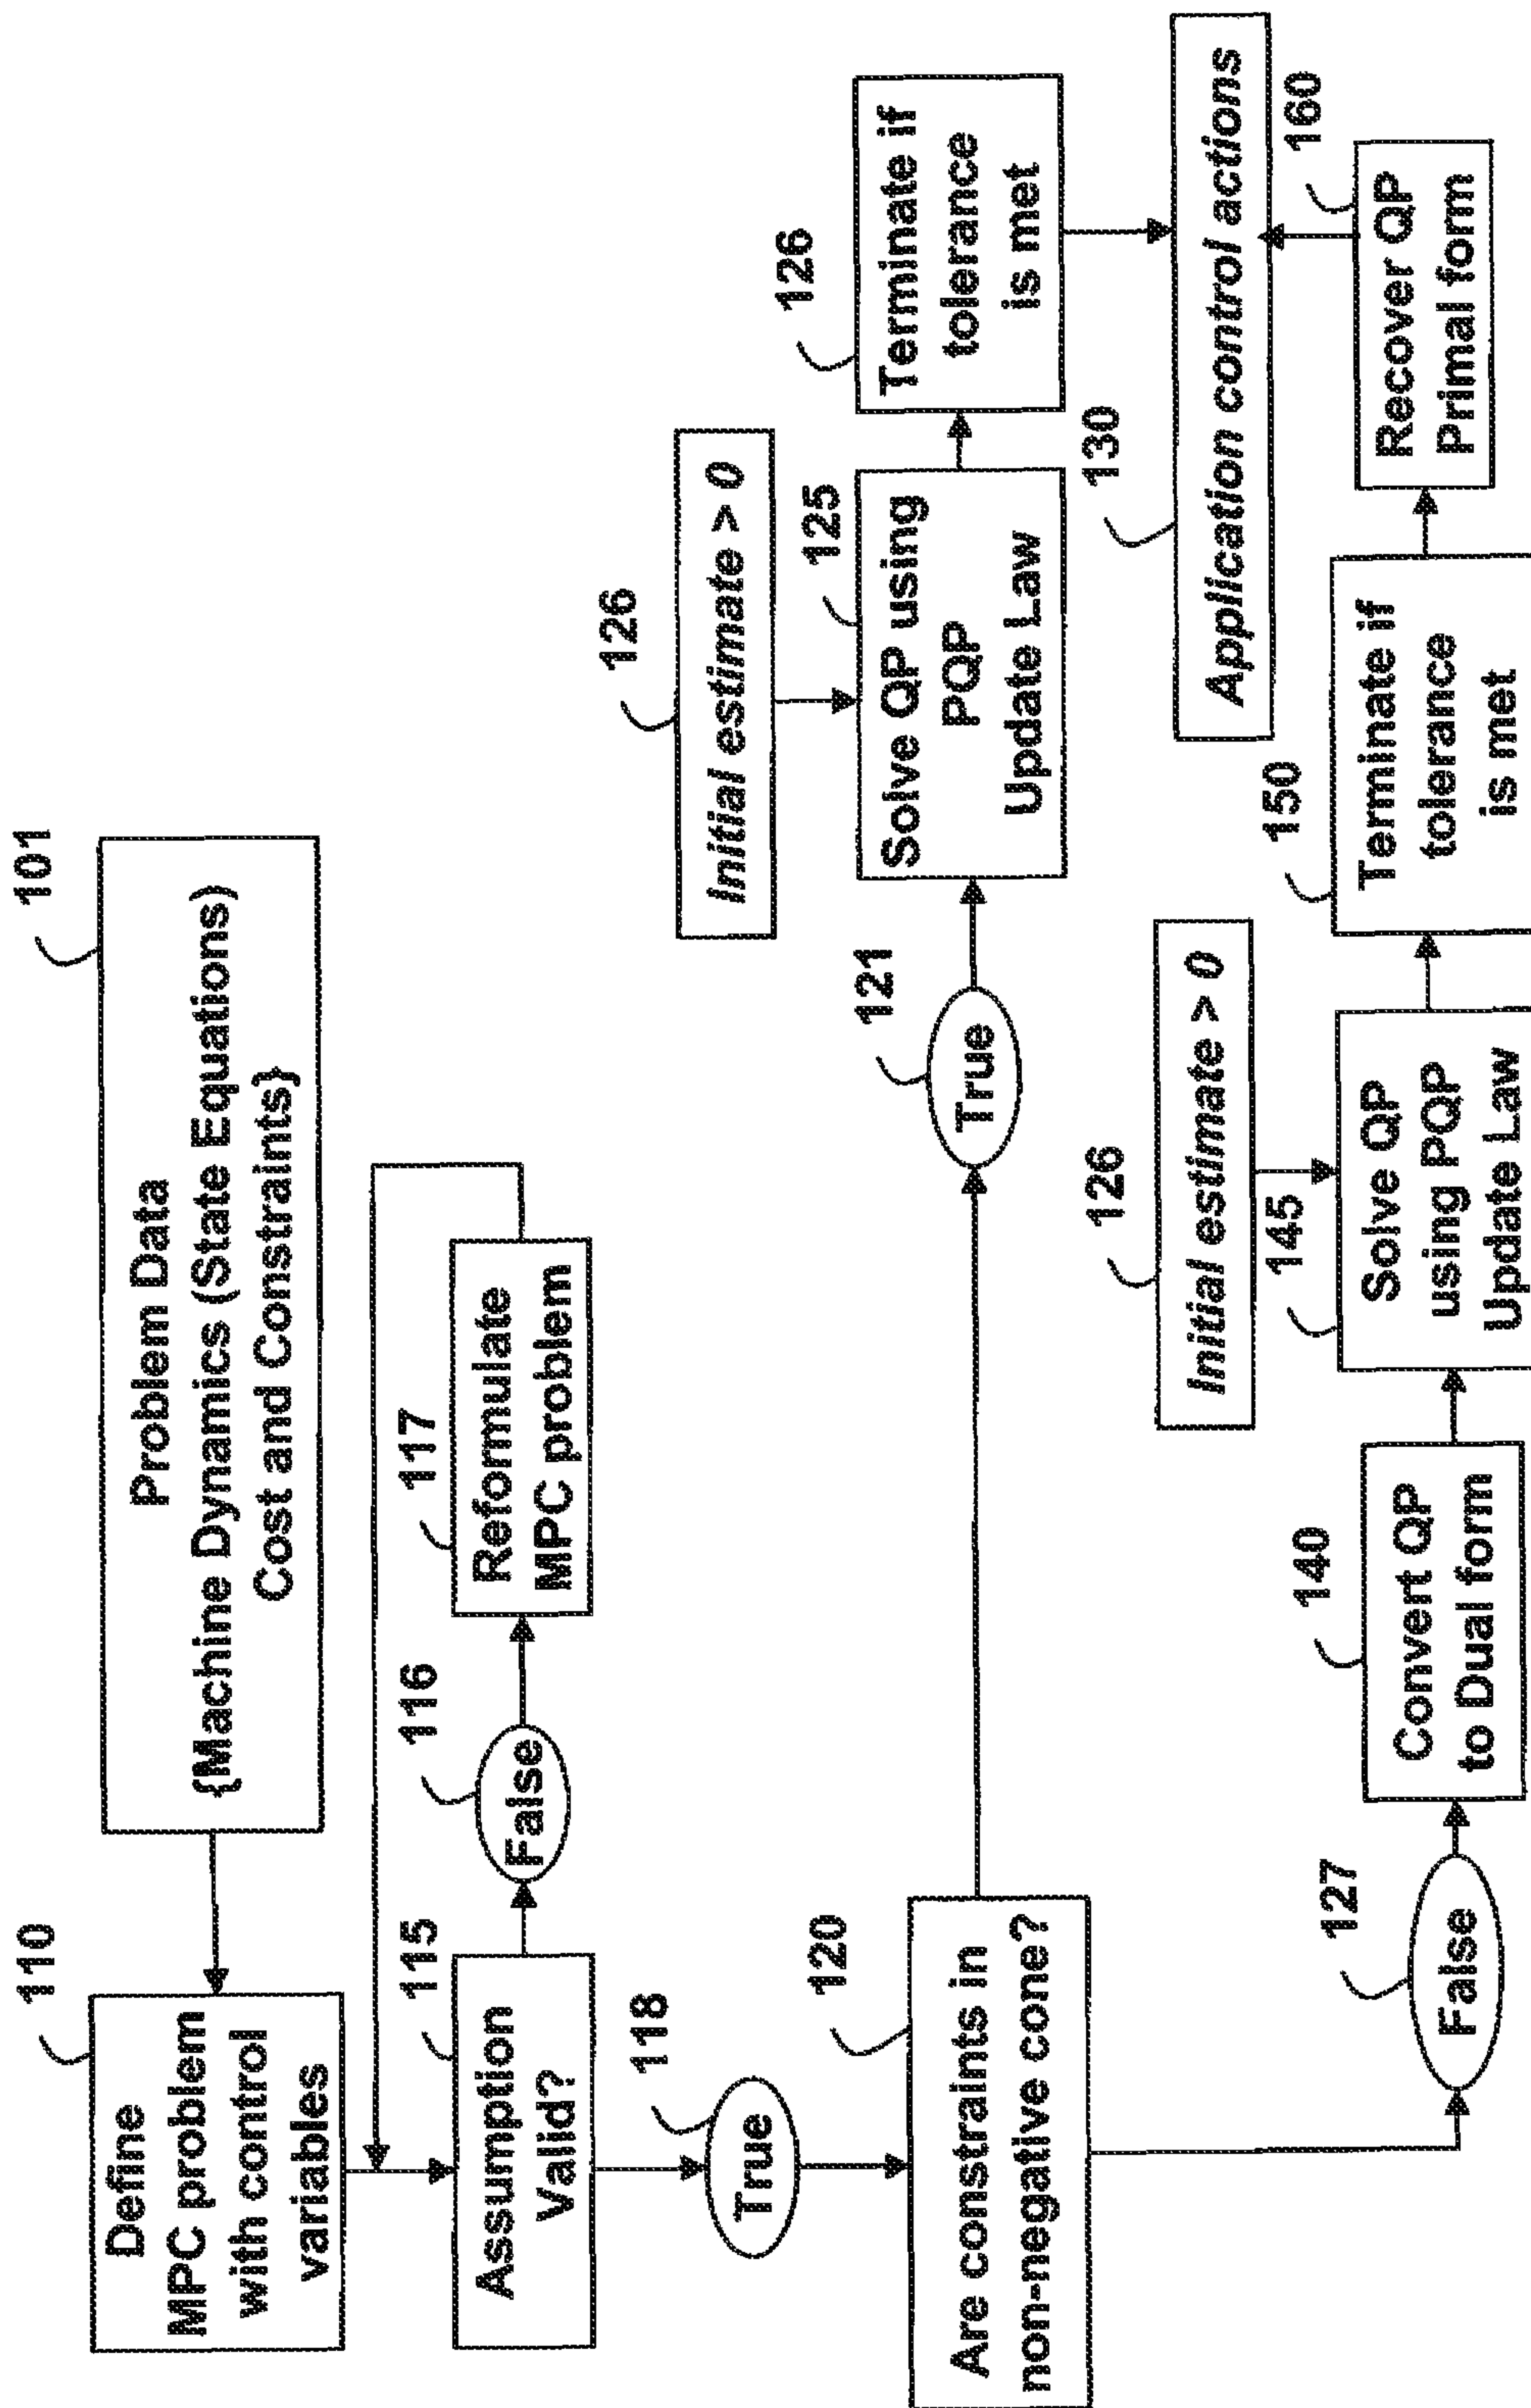 101
Problem Data
{Machine Dynamics (State Equations)
Cost and Constraints}
110
Define
MPC problem
with control
variables
115
Assumption
Valid?
116
False
117
Reformulate
MPC problem
118
True
120
Are constraints in
non-negative cone?
121
True
126
Initial estimate > 0
125
Solve QP using
PQP
Update Law
126
Terminate if
tolerance
is met
130
Application control actions
127
False
140
Convert QP
to Dual form
126
Initial estimate > 0
145
Solve QP
using PQP
Update Law
150
Terminate if
tolerance
is met
160
Recover QP
Primal form